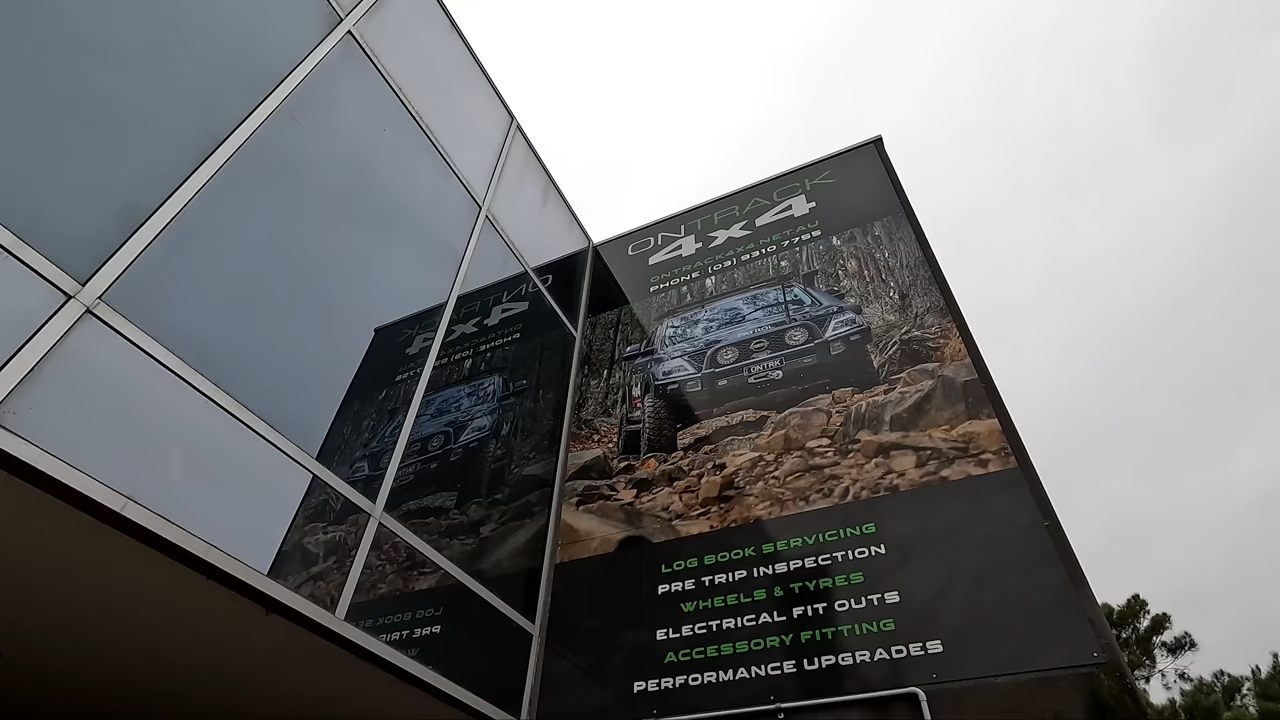 ONTRACK
4x4
ONTRACK4X4.NET.AU
PHONE: (03) 9310 7755
PATROL
ONTRK
LOG BOOK SERVICING
PRE TRIP INSPECTION
WHEELS & TYRES
ELECTRICAL FIT OUTS
ACCESSORY FITTING
PERFORMANCE UPGRADES